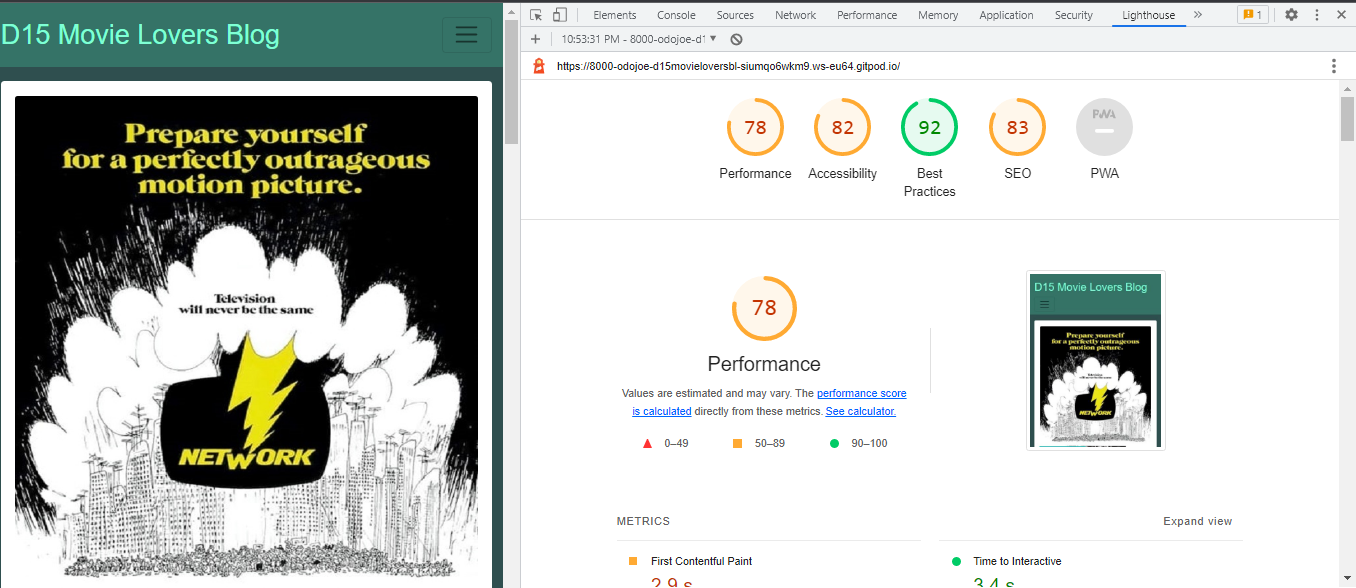 D15 Movie Lovers Blog
Prepare yourself
for a perfectly outrageous
motion picture.
Television
will never be the same
NETWORK
Elements Console Sources Network Performance Memory Application Security Lighthouse » 1
10:53:31 PM - 8000-odojoe-d1
https://8000-odojoe-d15movieloversbl-siumqo6wkm9.ws-eu64.gitpod.io/
78 82 92 83 PWA
Performance Accessibility Best Practices SEO PWA
78
Performance
Values are estimated and may vary. The performance score
is calculated directly from these metrics. See calculator.
0–49 50–89 90–100
D15 Movie Lovers Blog
Prepare yourself
for a perfectly outrageous
motion picture.
Television
will never be the same
NETWORK
METRICS Expand view
First Contentful Paint Time to Interactive
2.9 s 3.4 s